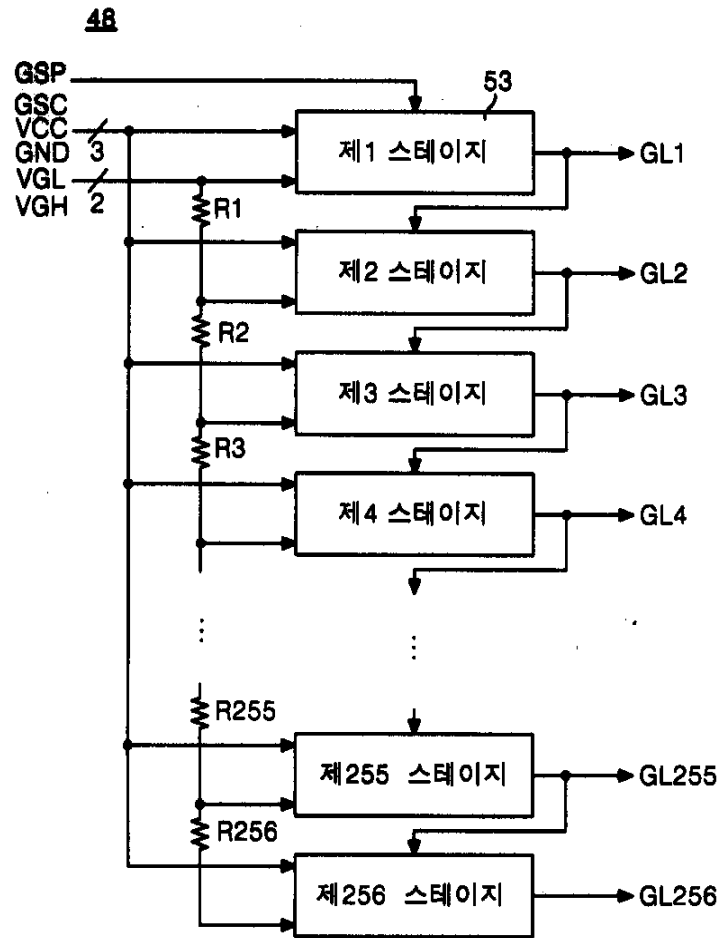 48
GSP
53
GSC
VCC
GND 3
VGL
VGH 2
제1 스테이지
GL1
R1
제2 스테이지
GL2
R2
제3 스테이지
GL3
R3
제4 스테이지
GL4
R255
제255 스테이지
GL255
R256
제256 스테이지
GL256